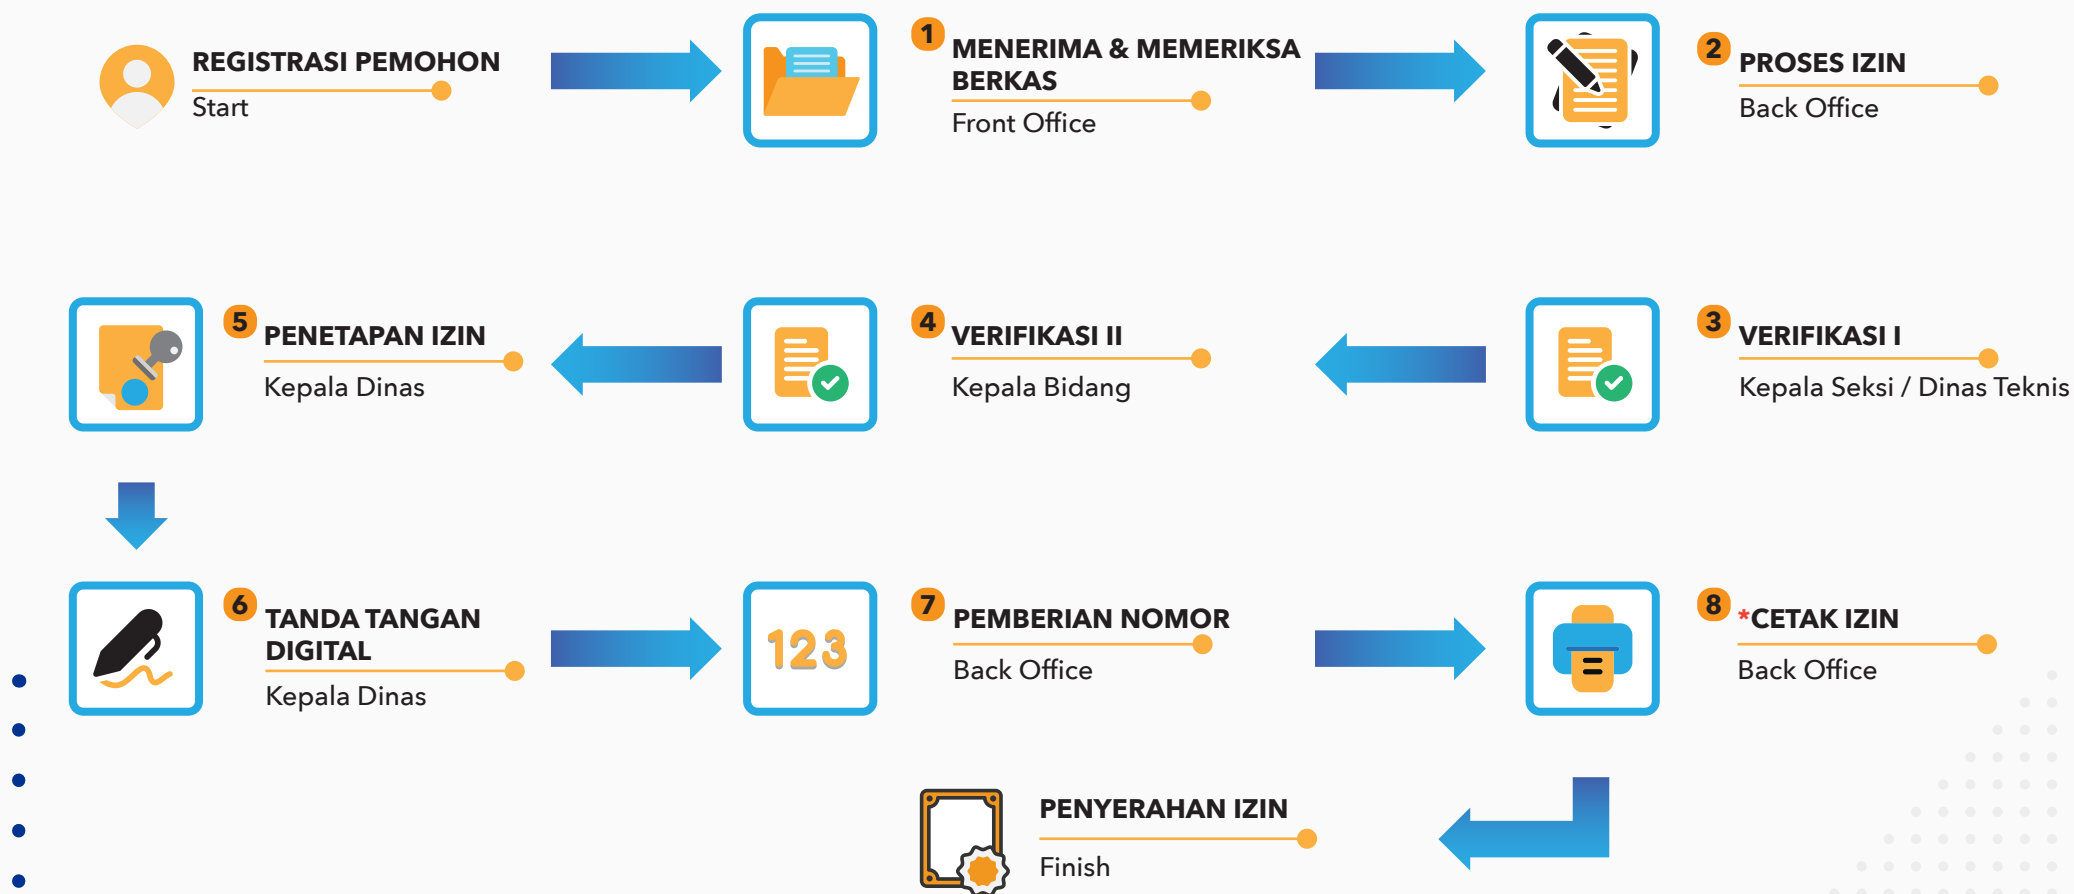 REGISTRASI PEMOHON
Start
1
MENERIMA & MEMERIKSA
BERKAS
Front Office
2
PROSES IZIN
Back Office
3
VERIFIKASI I
Kepala Seksi / Dinas Teknis
4
VERIFIKASI II
Kepala Bidang
5
PENETAPAN IZIN
Kepala Dinas
6
TANDA TANGAN
DIGITAL
Kepala Dinas
123
7
PEMBERIAN NOMOR
Back Office
8
*CETAK IZIN
Back Office
PENYERAHAN IZIN
Finish